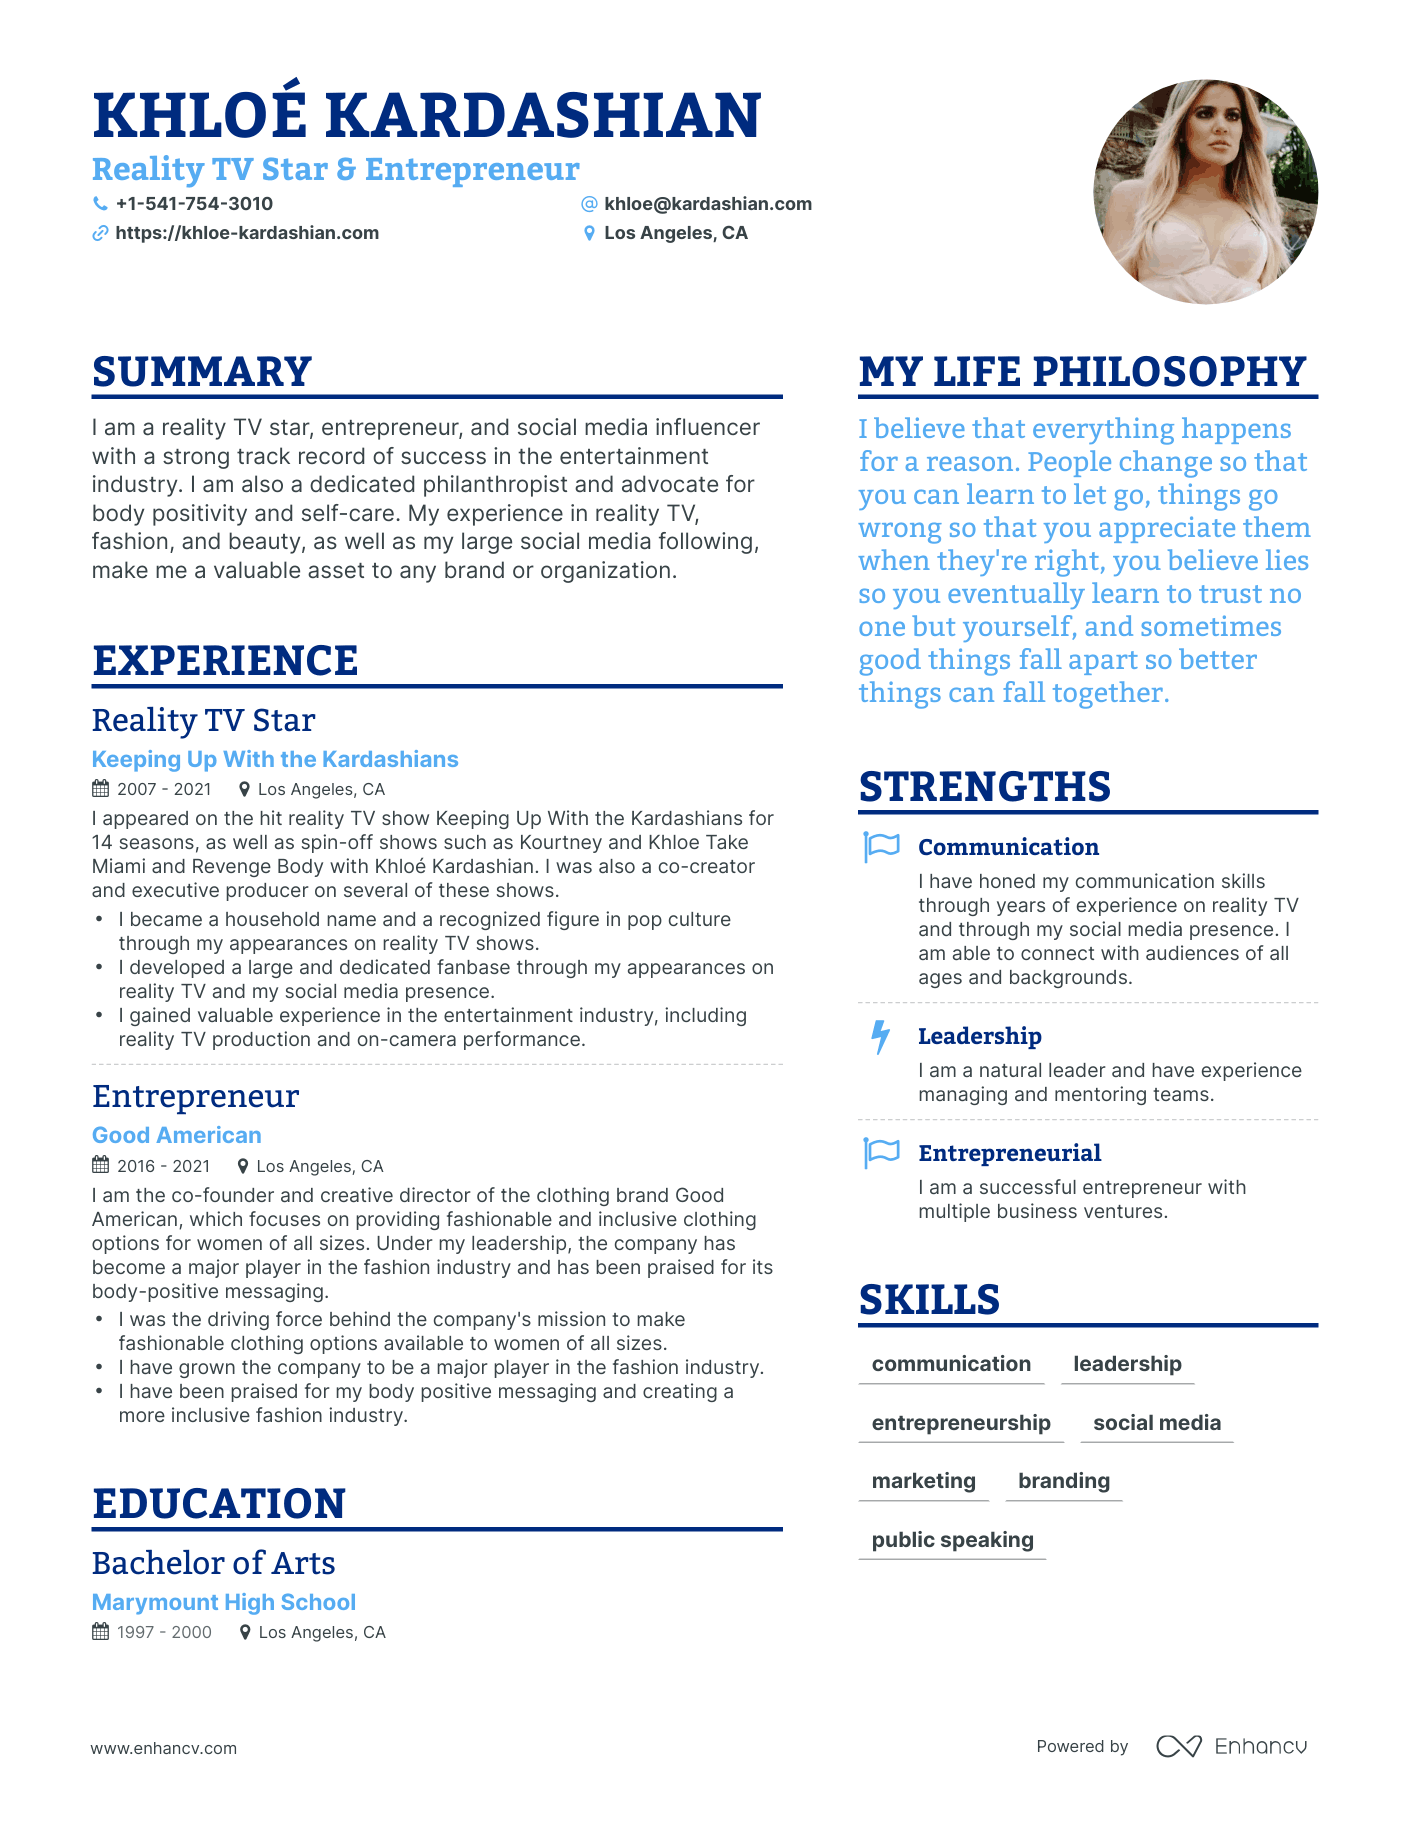 KHLOÉ KARDASHIAN
Reality TV Star & Entrepreneur
+1-541-754-3010
khloe@kardashian.com
https://khloe-kardashian.com
Los Angeles, CA
SUMMARY
I am a reality TV star, entrepreneur, and social media influencer
with a strong track record of success in the entertainment
industry. I am also a dedicated philanthropist and advocate for
body positivity and self-care. My experience in reality TV,
fashion, and beauty, as well as my large social media following,
make me a valuable asset to any brand or organization.
EXPERIENCE
Reality TV Star
Keeping Up With the Kardashians
2007 - 2021 Los Angeles, CA
I appeared on the hit reality TV show Keeping Up With the Kardashians for
14 seasons, as well as spin-off shows such as Kourtney and Khloe Take
Miami and Revenge Body with Khloé Kardashian. I was also a co-creator
and executive producer on several of these shows.
• I became a household name and a recognized figure in pop culture
through my appearances on reality TV shows.
• I developed a large and dedicated fanbase through my appearances on
reality TV and my social media presence.
• I gained valuable experience in the entertainment industry, including
reality TV production and on-camera performance.
Entrepreneur
Good American
2016 - 2021 Los Angeles, CA
I am the co-founder and creative director of the clothing brand Good
American, which focuses on providing fashionable and inclusive clothing
options for women of all sizes. Under my leadership, the company has
become a major player in the fashion industry and has been praised for its
body-positive messaging.
• I was the driving force behind the company's mission to make
fashionable clothing options available to women of all sizes.
• I have grown the company to be a major player in the fashion industry.
• I have been praised for my body positive messaging and creating a
more inclusive fashion industry.
EDUCATION
Bachelor of Arts
Marymount High School
1997 - 2000 Los Angeles, CA
MY LIFE PHILOSOPHY
I believe that everything happens
for a reason. People change so that
you can learn to let go, things go
wrong so that you appreciate them
when they're right, you believe lies
so you eventually learn to trust no
one but yourself, and sometimes
good things fall apart so better
things can fall together.
STRENGTHS
Communication
I have honed my communication skills
through years of experience on reality TV
and through my social media presence. I
am able to connect with audiences of all
ages and backgrounds.
Leadership
I am a natural leader and have experience
managing and mentoring teams.
Entrepreneurial
I am a successful entrepreneur with
multiple business ventures.
SKILLS
communication leadership
entrepreneurship social media
marketing branding
public speaking
www.enhancv.com
Powered by Enhancv